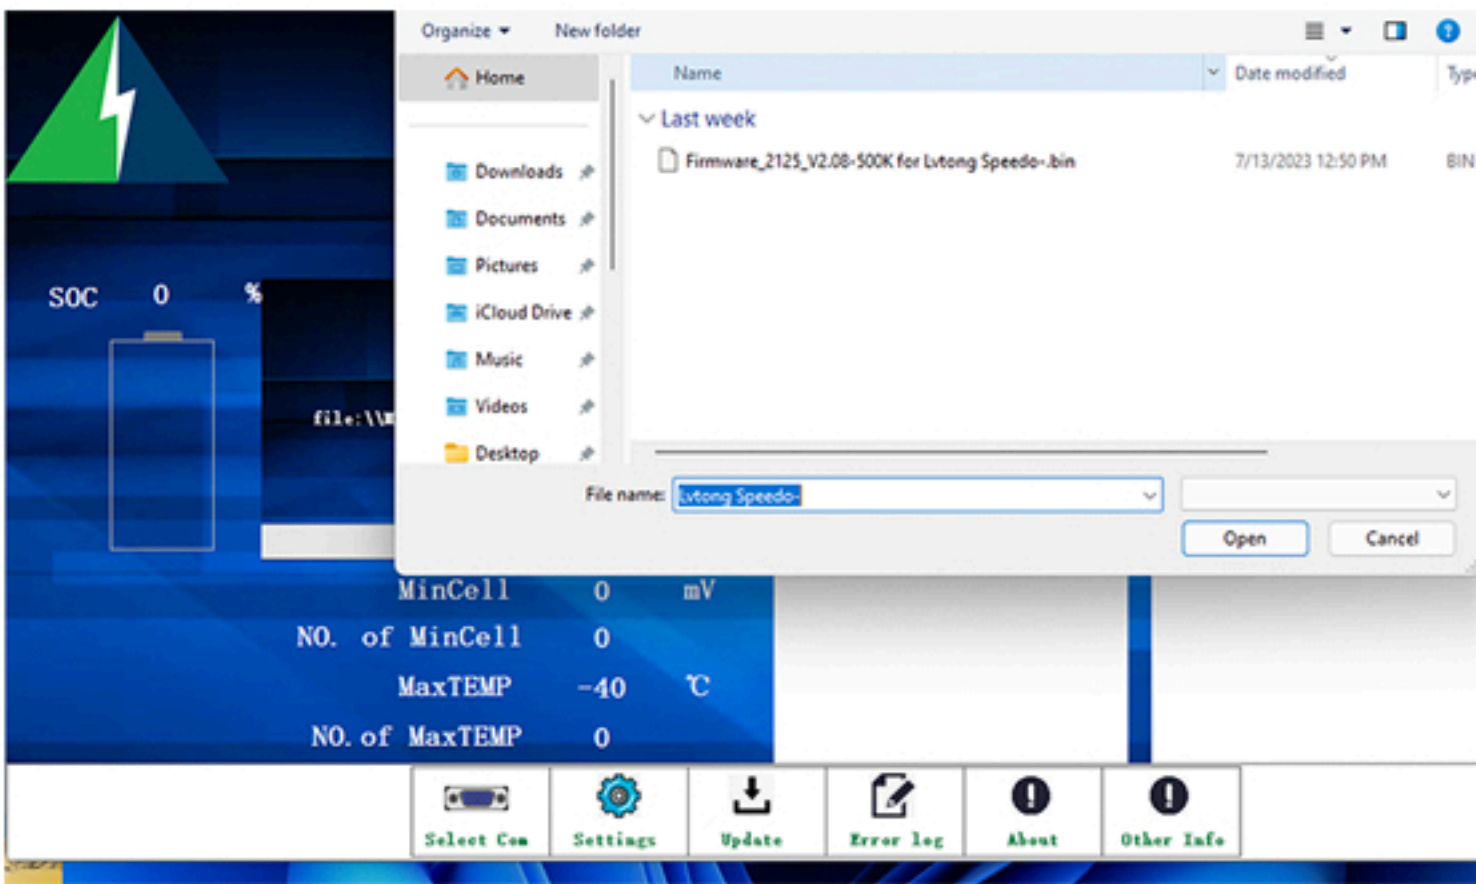 Organize New folder
Home
Name Date modified Type
Last week
Firmware_2125_V2.08-500K for Lvtong Speedo-.bin 7/13/2023 12:50 PM BIN
Downloads
Documents
Pictures
iCloud Drive
Music
Videos
Desktop
File name: Lvtong Speedo-
Open Cancel
SOC 0 %
file:\\
MinCell 0 mV
NO. of MinCell 0
MaxTEMP -40 ℃
NO. of MaxTEMP 0
Select Com Settings Update Error log About Other Info